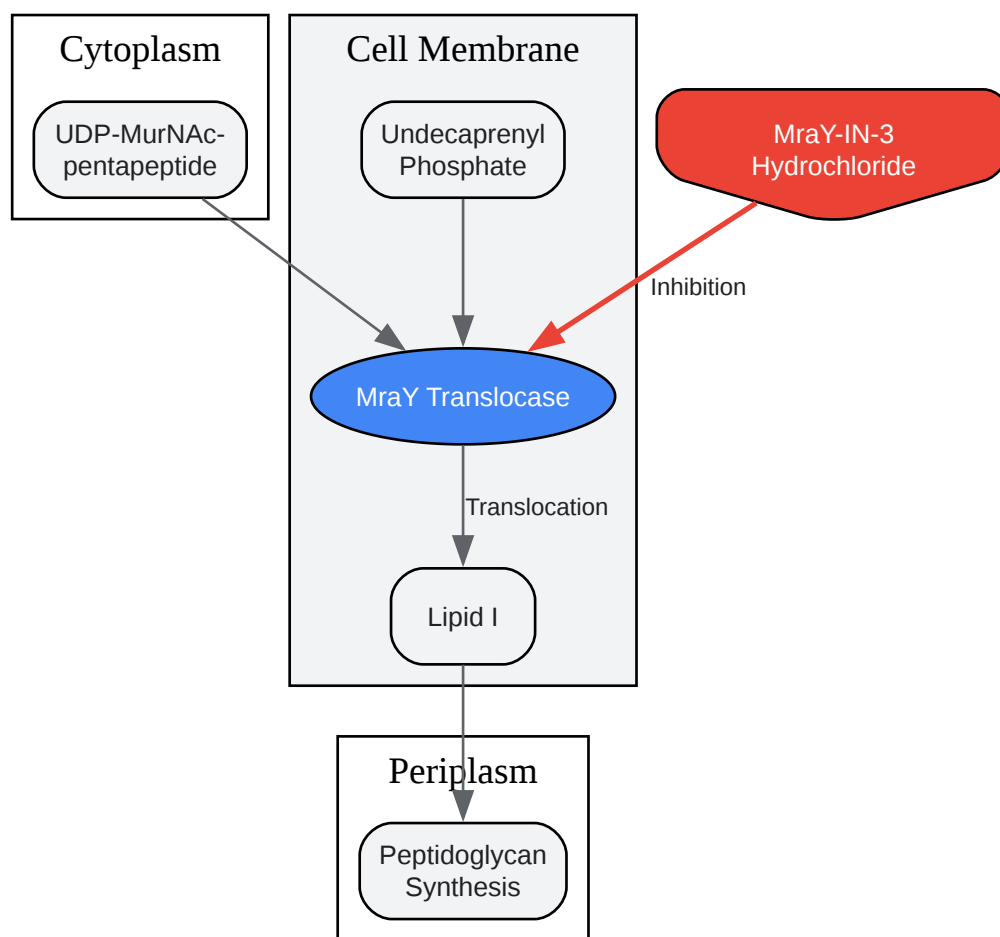 Cytoplasm
Cell Membrane
UDP-MurNAc-
pentapeptide
Undecaprenyl
Phosphate
MraY-IN-3
Hydrochloride
Inhibition
MraY Translocase
Translocation
Lipid I
Periplasm
Peptidoglycan
Synthesis